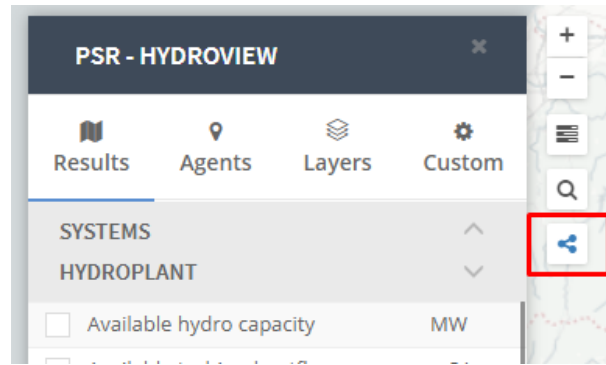 PSR - HYDROVIEW
Results Agents Layers Custom
SYSTEMS
HYDROPLANT
Available hydro capacity MW